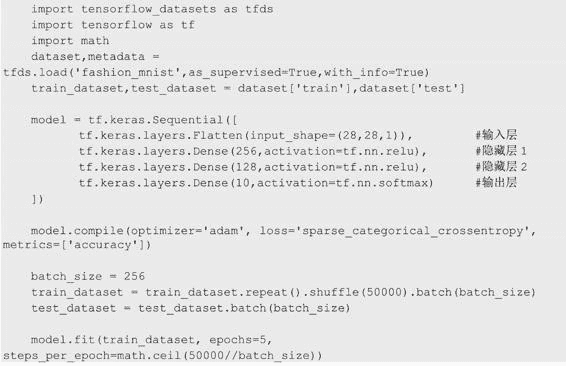 import tensorflow_datasets as tfds
import tensorflow as tf
import math
dataset,metadata =
tfds.load('fashion_mnist',as_supervised=True,with_info=True)
train_dataset,test_dataset = dataset['train'],dataset['test']
model = tf.keras.Sequential([
tf.keras.layers.Flatten(input_shape=(28,28,1)), #输入层
tf.keras.layers.Dense(256,activation=tf.nn.relu), #隐藏层 1
tf.keras.layers.Dense(128,activation=tf.nn.relu), #隐藏层 2
tf.keras.layers.Dense(10,activation=tf.nn.softmax) #输出层
])
model.compile(optimizer='adam', loss='sparse_categorical_crossentropy',
metrics=['accuracy'])
batch_size = 256
train_dataset = train_dataset.repeat().shuffle(50000).batch(batch_size)
test_dataset = test_dataset.batch(batch_size)
model.fit(train_dataset, epochs=5,
steps_per_epoch=math.ceil(50000//batch_size))